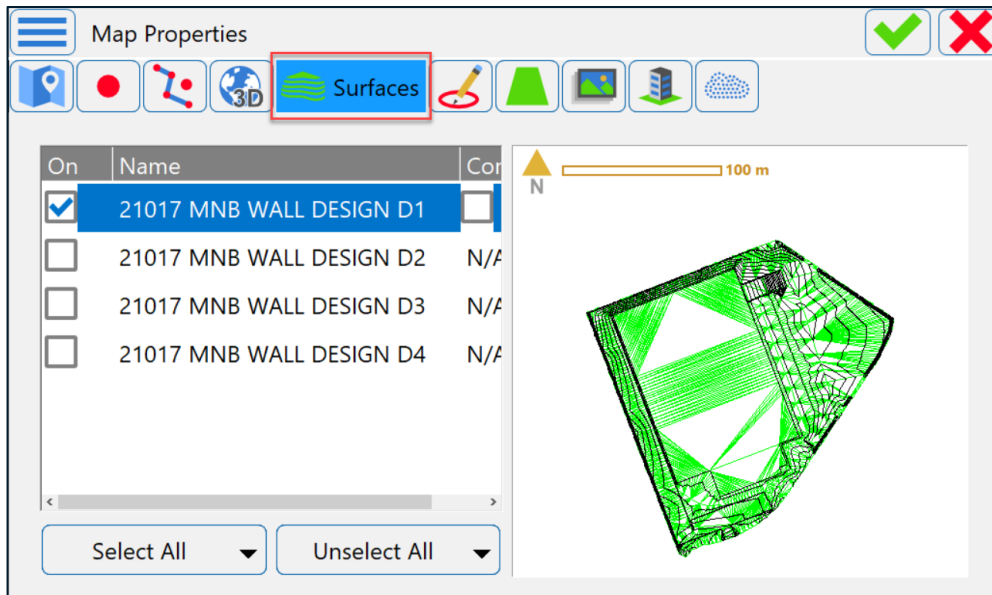 Map Properties
3D
Surfaces
On Name Cor
21017 MNB WALL DESIGN D1
21017 MNB WALL DESIGN D2 N/A
21017 MNB WALL DESIGN D3 N/A
21017 MNB WALL DESIGN D4 N/A
Select All
Unselect All
100 m
N